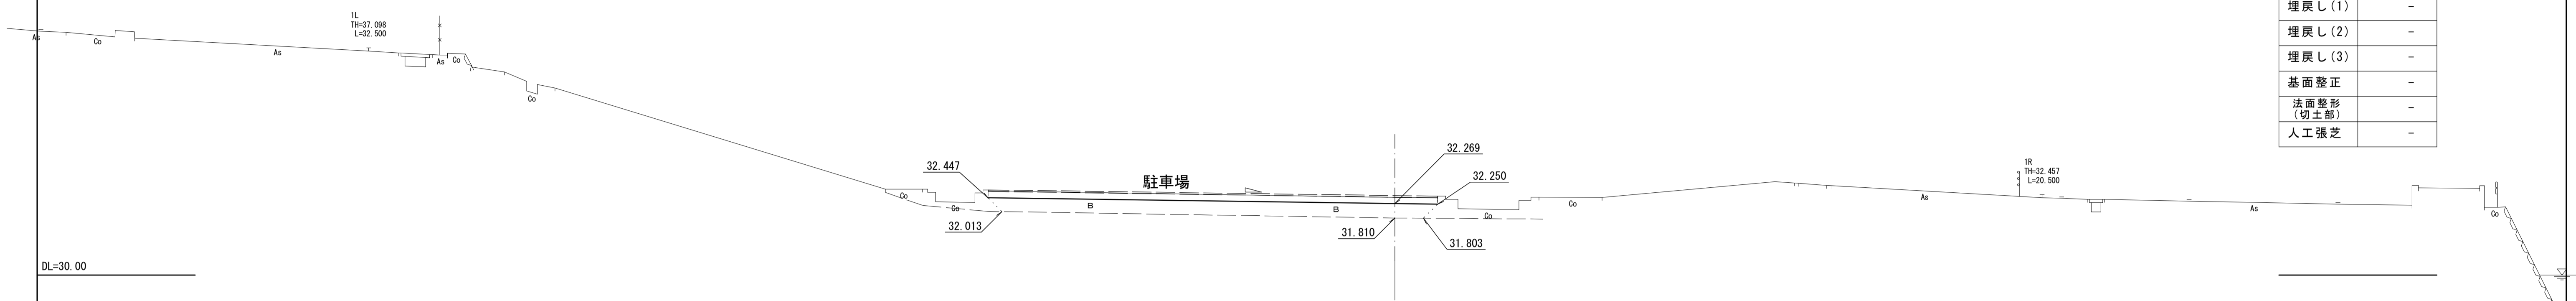 埋戻し(1) -
埋戻し(2) -
埋戻し(3) -
基面整正 -
法面整形
(切土部) -
人工張芝 -
1L
TH=37.098
L=32.500
As
Co
As
As
Co
Co
32.447
駐車場
32.269
32.250
1R
TH=32.457
L=20.500
Co
Co
B
B
Co
Co
As
As
Co
32.013
31.810
31.803
DL=30.00